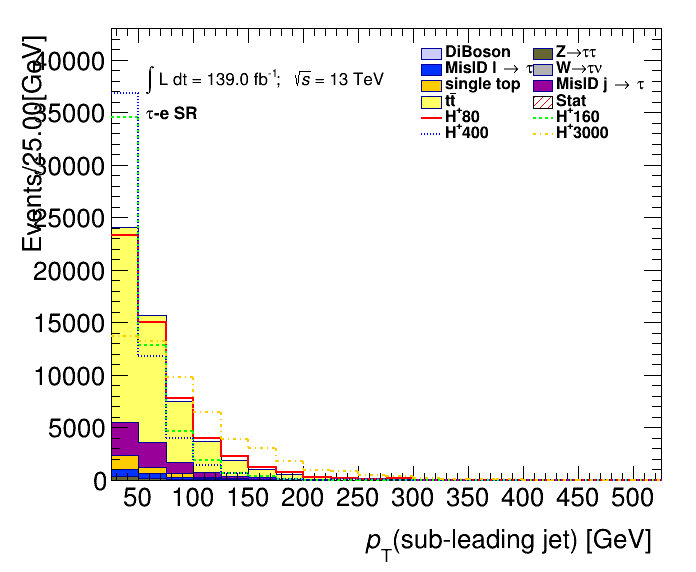 Events/25.00[GeV]
40000
35000
30000
25000
20000
15000
10000
5000
0
∫ L dt = 139.0 fb⁻¹; √s = 13 TeV
τ-e SR
DiBoson Z→ττ
MisID l → τ W→τν
single top MisID j → τ
tt̄ Stat
H⁺80 H⁺160
H⁺400 H⁺3000
50 100 150 200 250 300 350 400 450 500
p_T(sub-leading jet) [GeV]